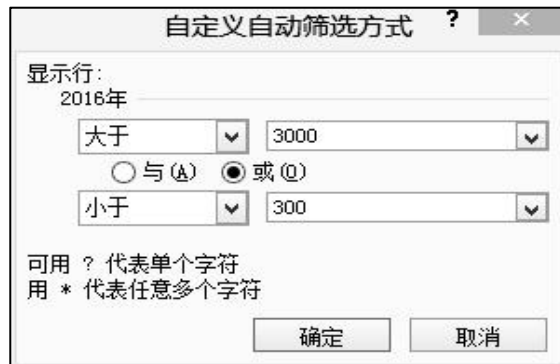 自定义自动筛选方式 ? ×
显示行:
2016年
大于 3000
与(A) 或(O)
小于 300
可用 ? 代表单个字符
用 * 代表任意多个字符
确定 取消